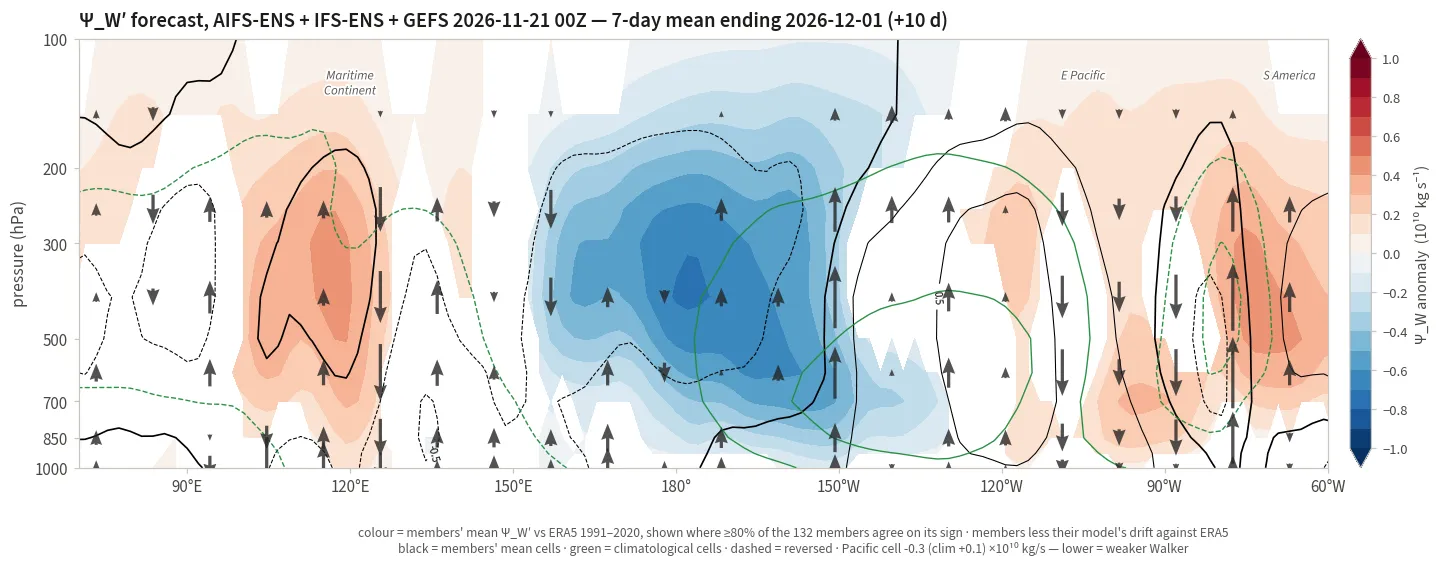 Ψ_W′ forecast, AIFS-ENS + IFS-ENS + GEFS 2026-11-21 00Z — 7-day mean ending 2026-12-01 (+10 d)
100
200
300
400
500
700
850
1000
pressure (hPa)
Maritime
Continent
E Pacific
S America
0.5
-0.5
90°E
120°E
150°E
180°
150°W
120°W
90°W
60°W
1.0
0.8
0.6
0.4
0.2
0.0
−0.2
−0.4
−0.6
−0.8
−1.0
Ψ_W anomaly (10¹⁰ kg s⁻¹)
colour = members' mean Ψ_W′ vs ERA5 1991–2020, shown where ≥80% of the 132 members agree on its sign · members less their model's drift against ERA5
black = members' mean cells · green = climatological cells · dashed = reversed · Pacific cell -0.3 (clim +0.1) ×10¹⁰ kg/s — lower = weaker Walker